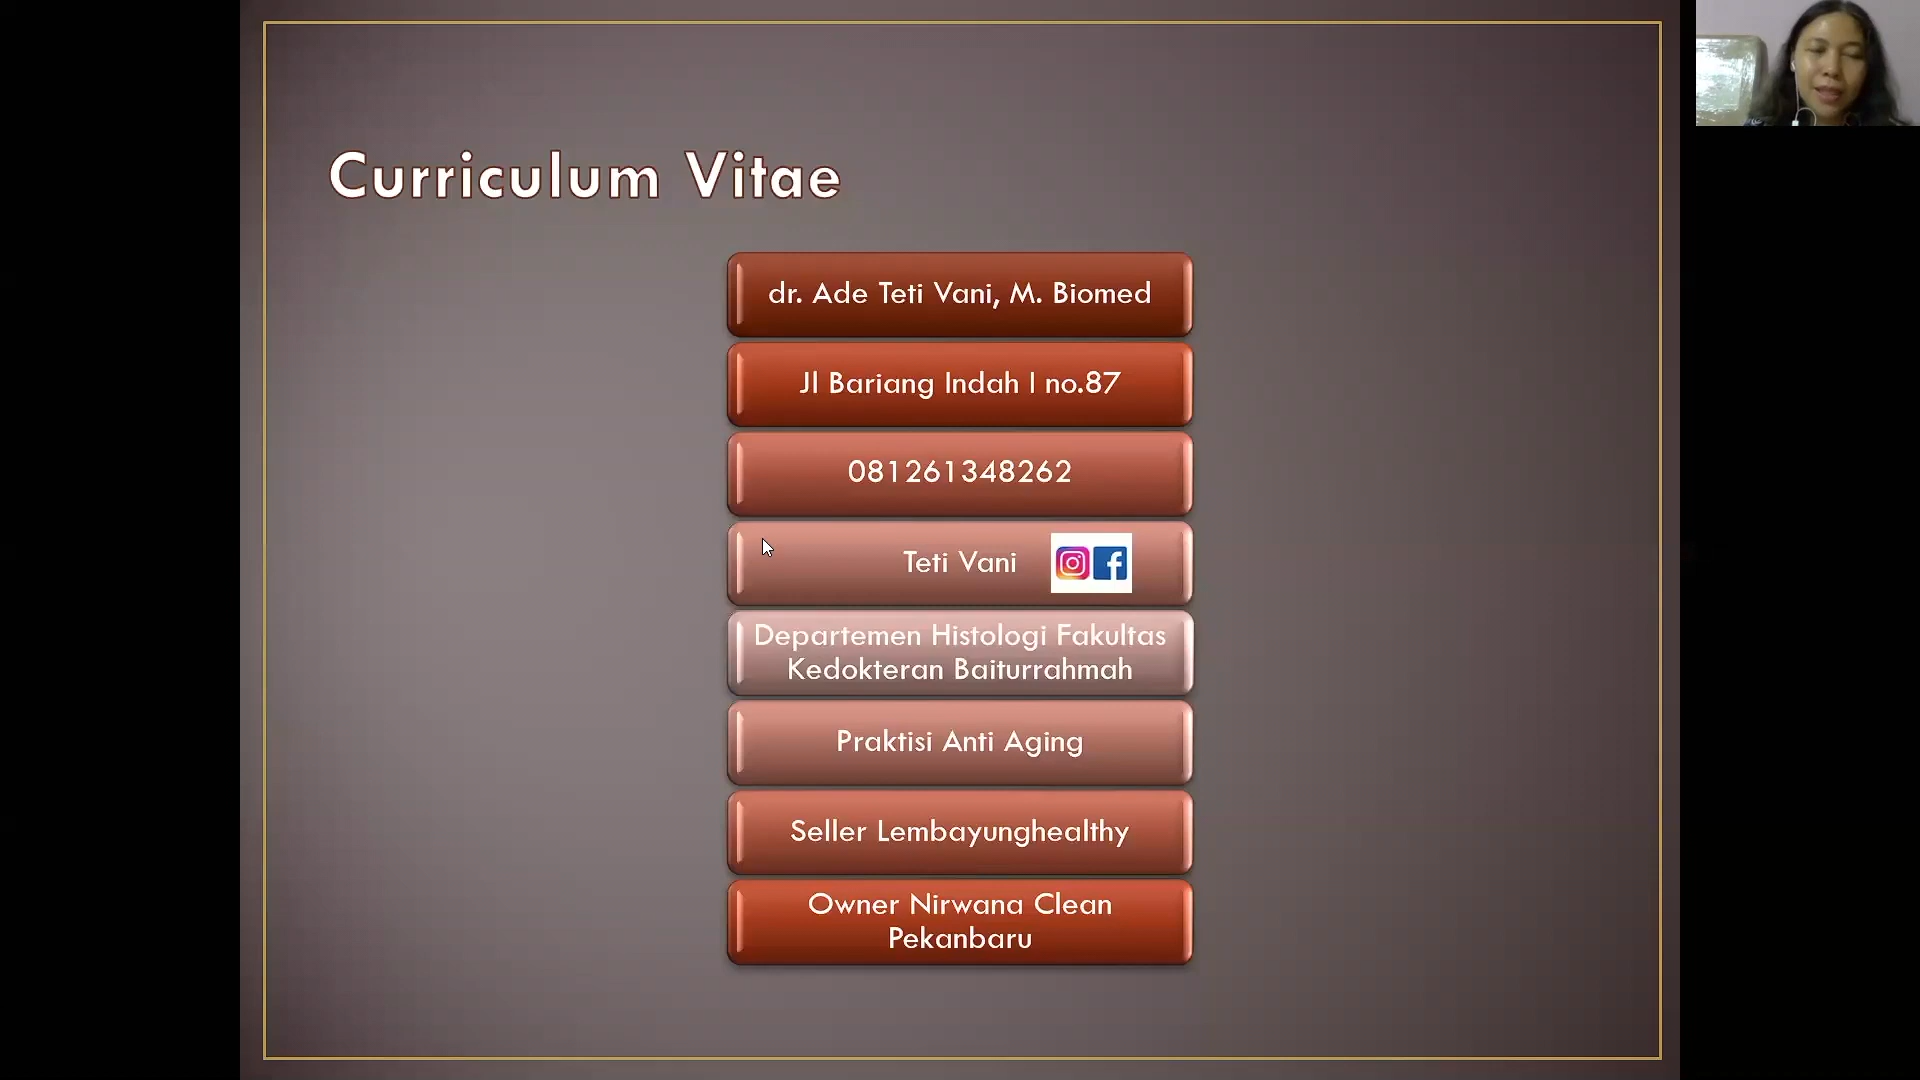 Curriculum Vitae
dr. Ade Teti Vani, M. Biomed
Jl Bariang Indah I no.87
081261348262
Teti Vani
Departemen Histologi Fakultas
Kedokteran Baiturrahmah
Praktisi Anti Aging
Seller Lembayunghealthy
Owner Nirwana Clean
Pekanbaru